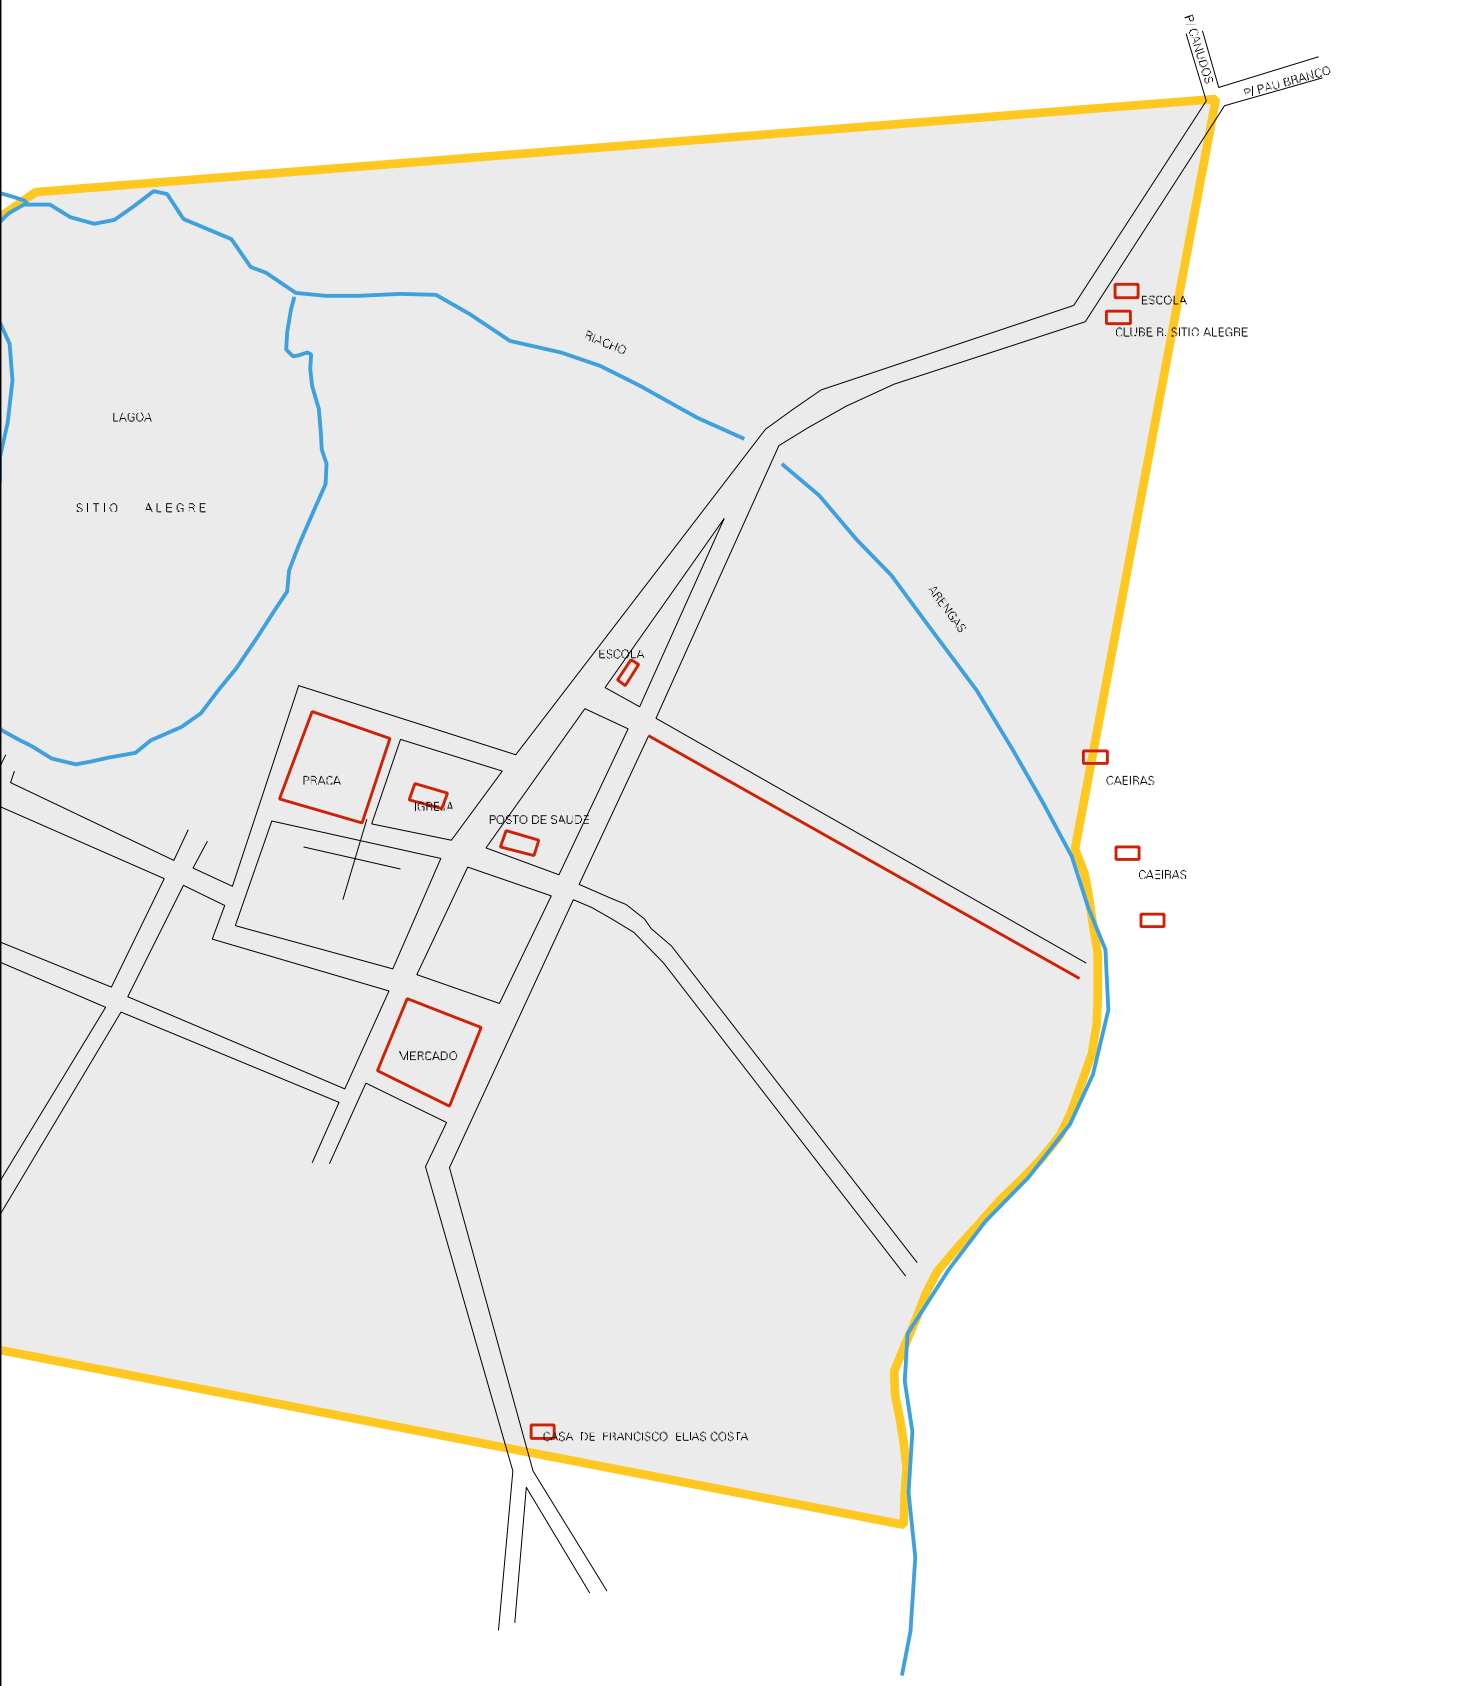 P/ CANUDOS
P/ PAU BRANCO
ESCOLA
CLUBE R. SITIO ALEGRE
RIACHO
LAGOA
SITIO ALEGRE
ARENGAS
ESCOLA
PRACA
IGREJA
POSTO DE SAUDE
CAEIRAS
CAEIRAS
MERCADO
CASA DE FRANCISCO ELIAS COSTA